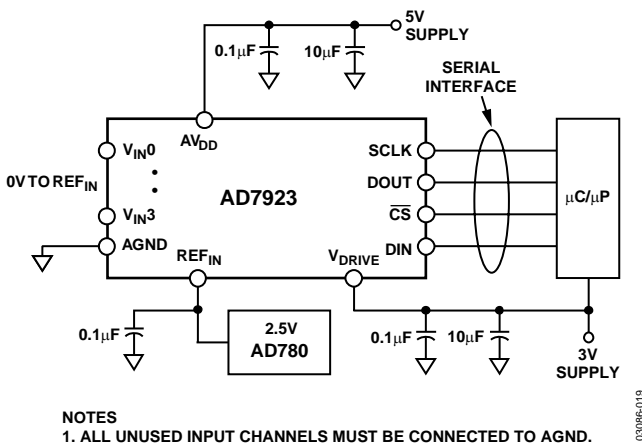 5V
SUPPLY
0.1µF
10µF
SERIAL
INTERFACE
AVDD
VIN0
SCLK
0V TO REFIN
DOUT
AD7923
µC/µP
VIN3
CS
AGND
DIN
REFIN
VDRIVE
0.1µF
2.5V
AD780
0.1µF
10µF
3V
SUPPLY
NOTES
1. ALL UNUSED INPUT CHANNELS MUST BE CONNECTED TO AGND.
03086-019